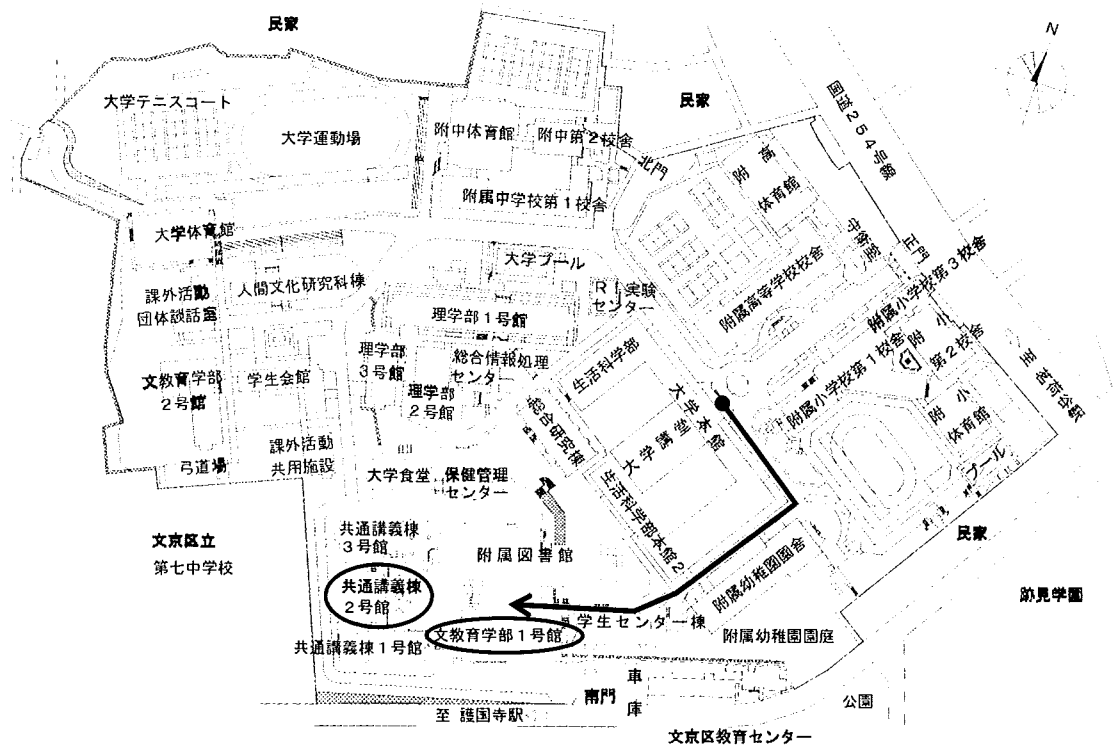 民家
N
大学テニスコート
大学運動場
附中体育館
附中第2校舎
民家
国道254号線
北門
附高
体育館
附属中学校第1校舎
守衛所
正門
大学体育館
大学プール
附属高等学校校舎
附属小学校第3校舎
人間文化研究科棟
課外活動
団体談話室
RI実験
センター
理学部1号館
附小
第2校舎
附属小学校第1校舎
至 茗荷谷駅
理学部
3号館
総合情報処理
センター
生活科学部
大学本館
文教育学部
2号館
学生会館
理学部
2号館
大学講堂
附小
体育館
総合研究棟
プール
弓道場
課外活動
共用施設
大学食堂
保健管理
センター
生活科学部本館2
文京区立
第七中学校
共通講義棟
3号館
附属図書館
民家
附属幼稚園園舎
共通講義棟
2号館
跡見学園
学生センター棟
文教育学部1号館
附属幼稚園園庭
共通講義棟1号館
南門
車庫
公園
至 護国寺駅
文京区教育センター